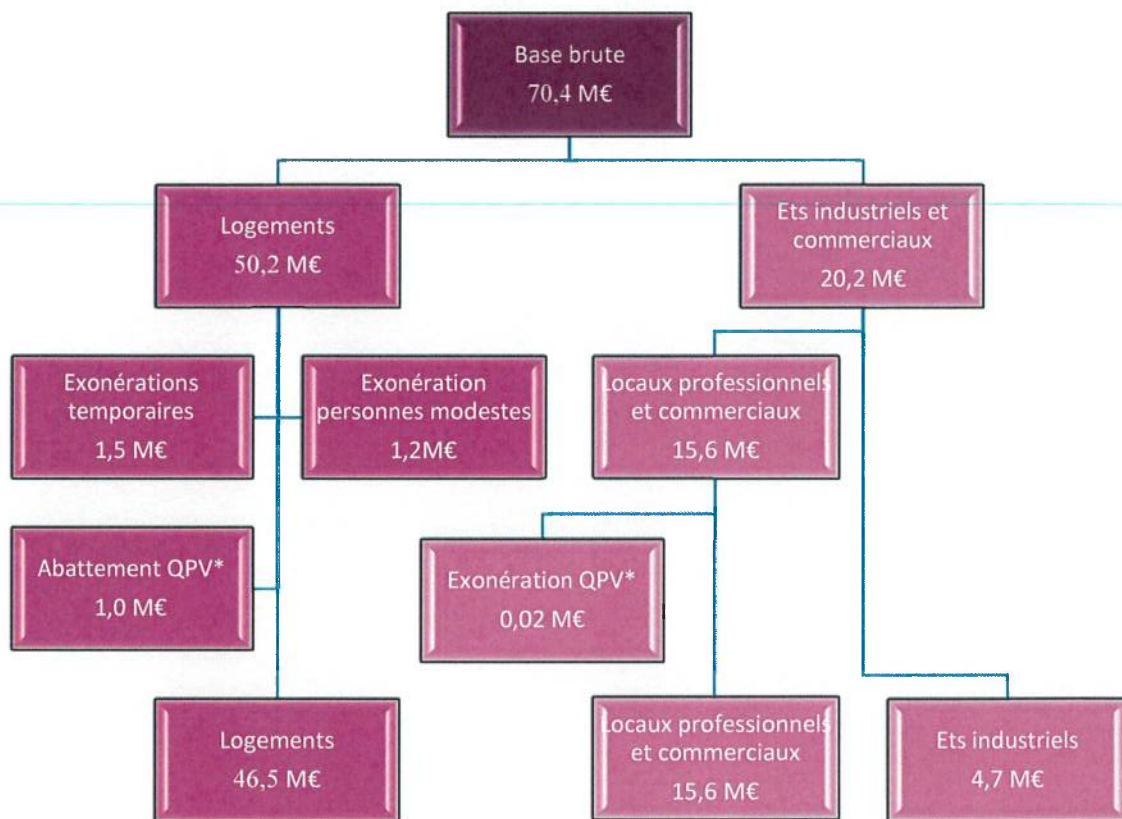 Base brute
70,4 M€
Logements
50,2 M€
Ets industriels et
commerciaux
20,2 M€
Exonérations
temporaires
1,5 M€
Exonération
personnes modestes
1,2M€
Locaux professionnels
et commerciaux
15,6 M€
Abattement QPV*
1,0 M€
Exonération QPV*
0,02 M€
Logements
46,5 M€
Locaux professionnels
et commerciaux
15,6 M€
Ets industriels
4,7 M€